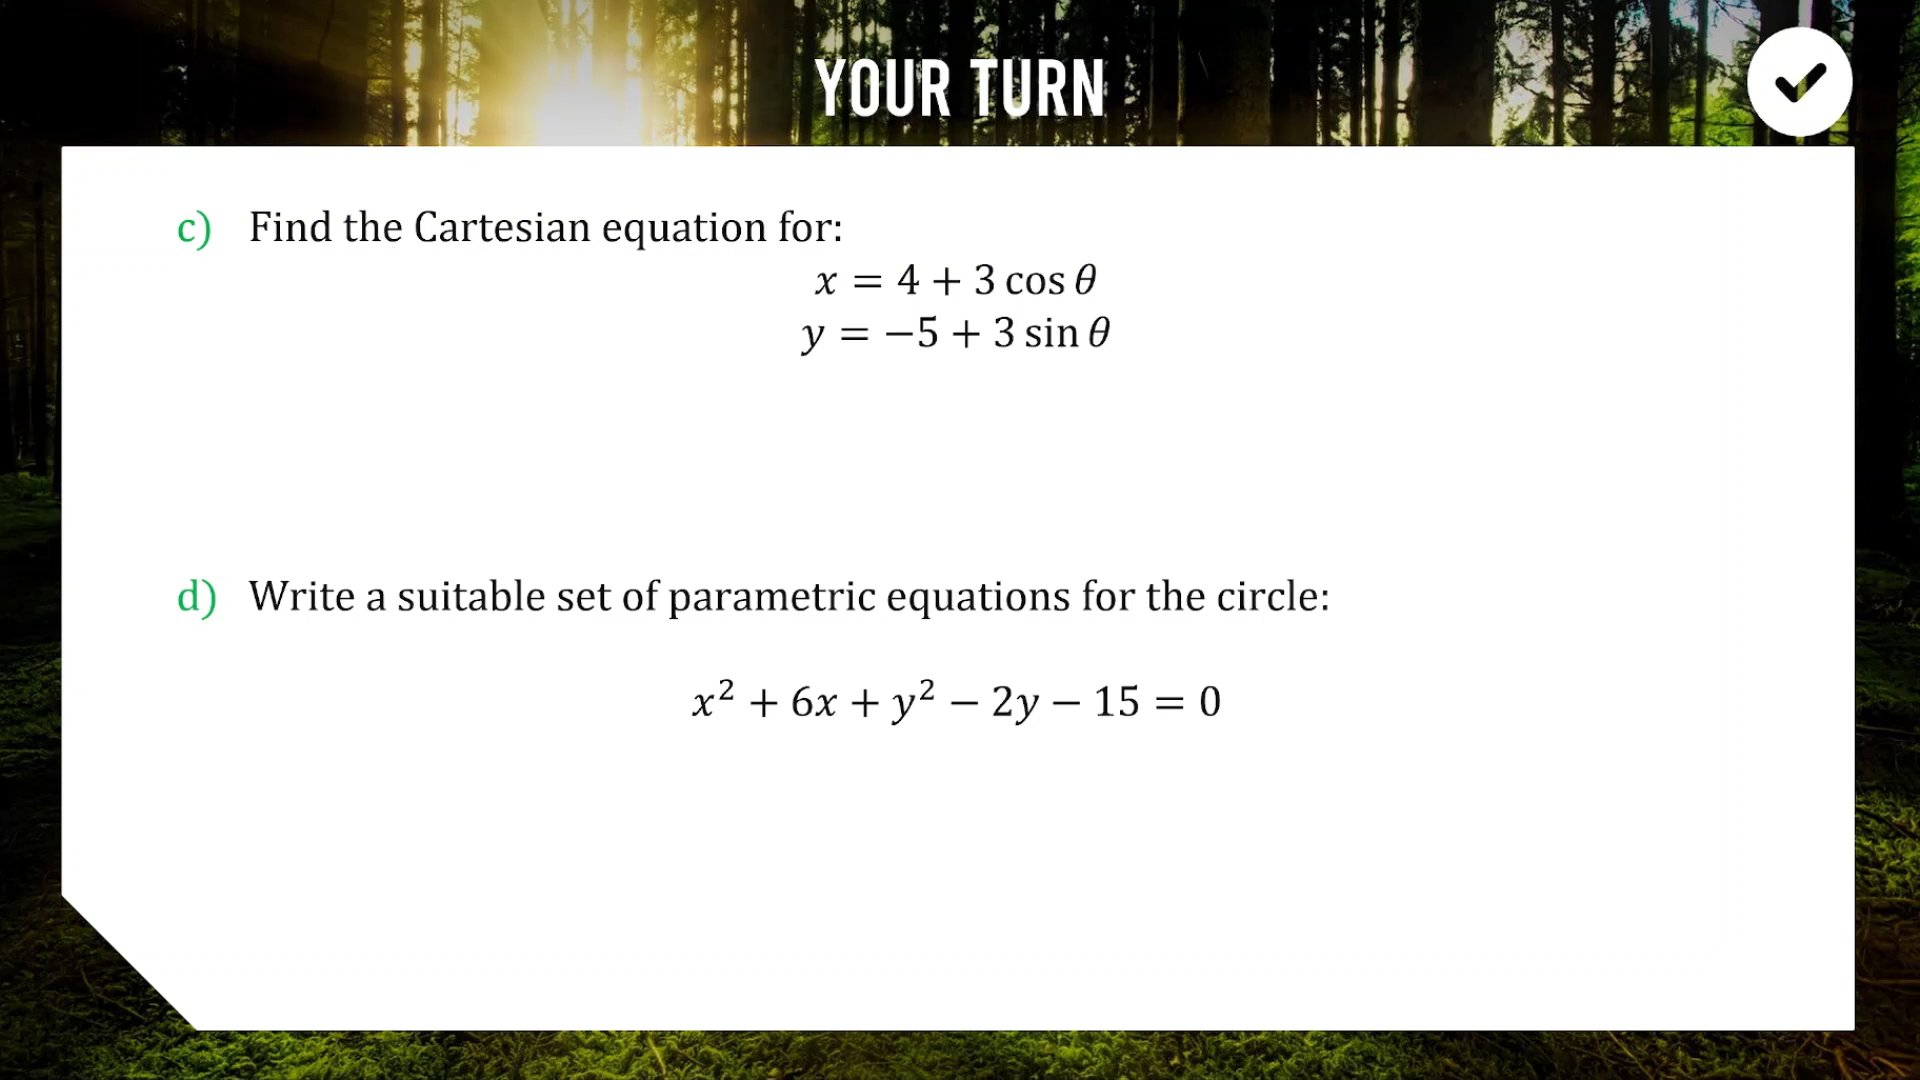 YOUR TURN
c) Find the Cartesian equation for:
x = 4 + 3 cos θ
y = −5 + 3 sin θ
d) Write a suitable set of parametric equations for the circle:
x² + 6x + y² − 2y − 15 = 0